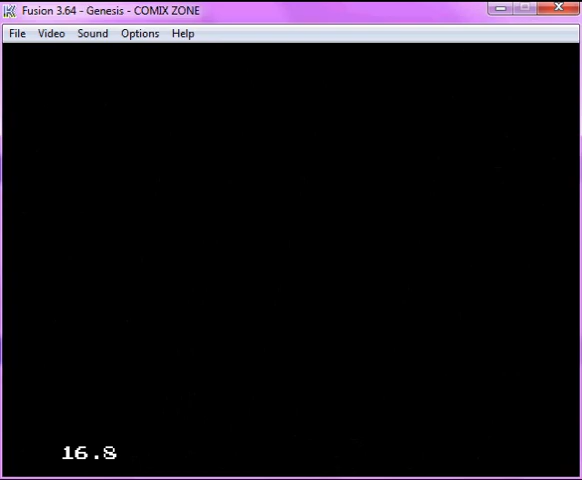 Fusion 3.64 - Genesis - COMIX ZONE
File Video Sound Options Help
16.8